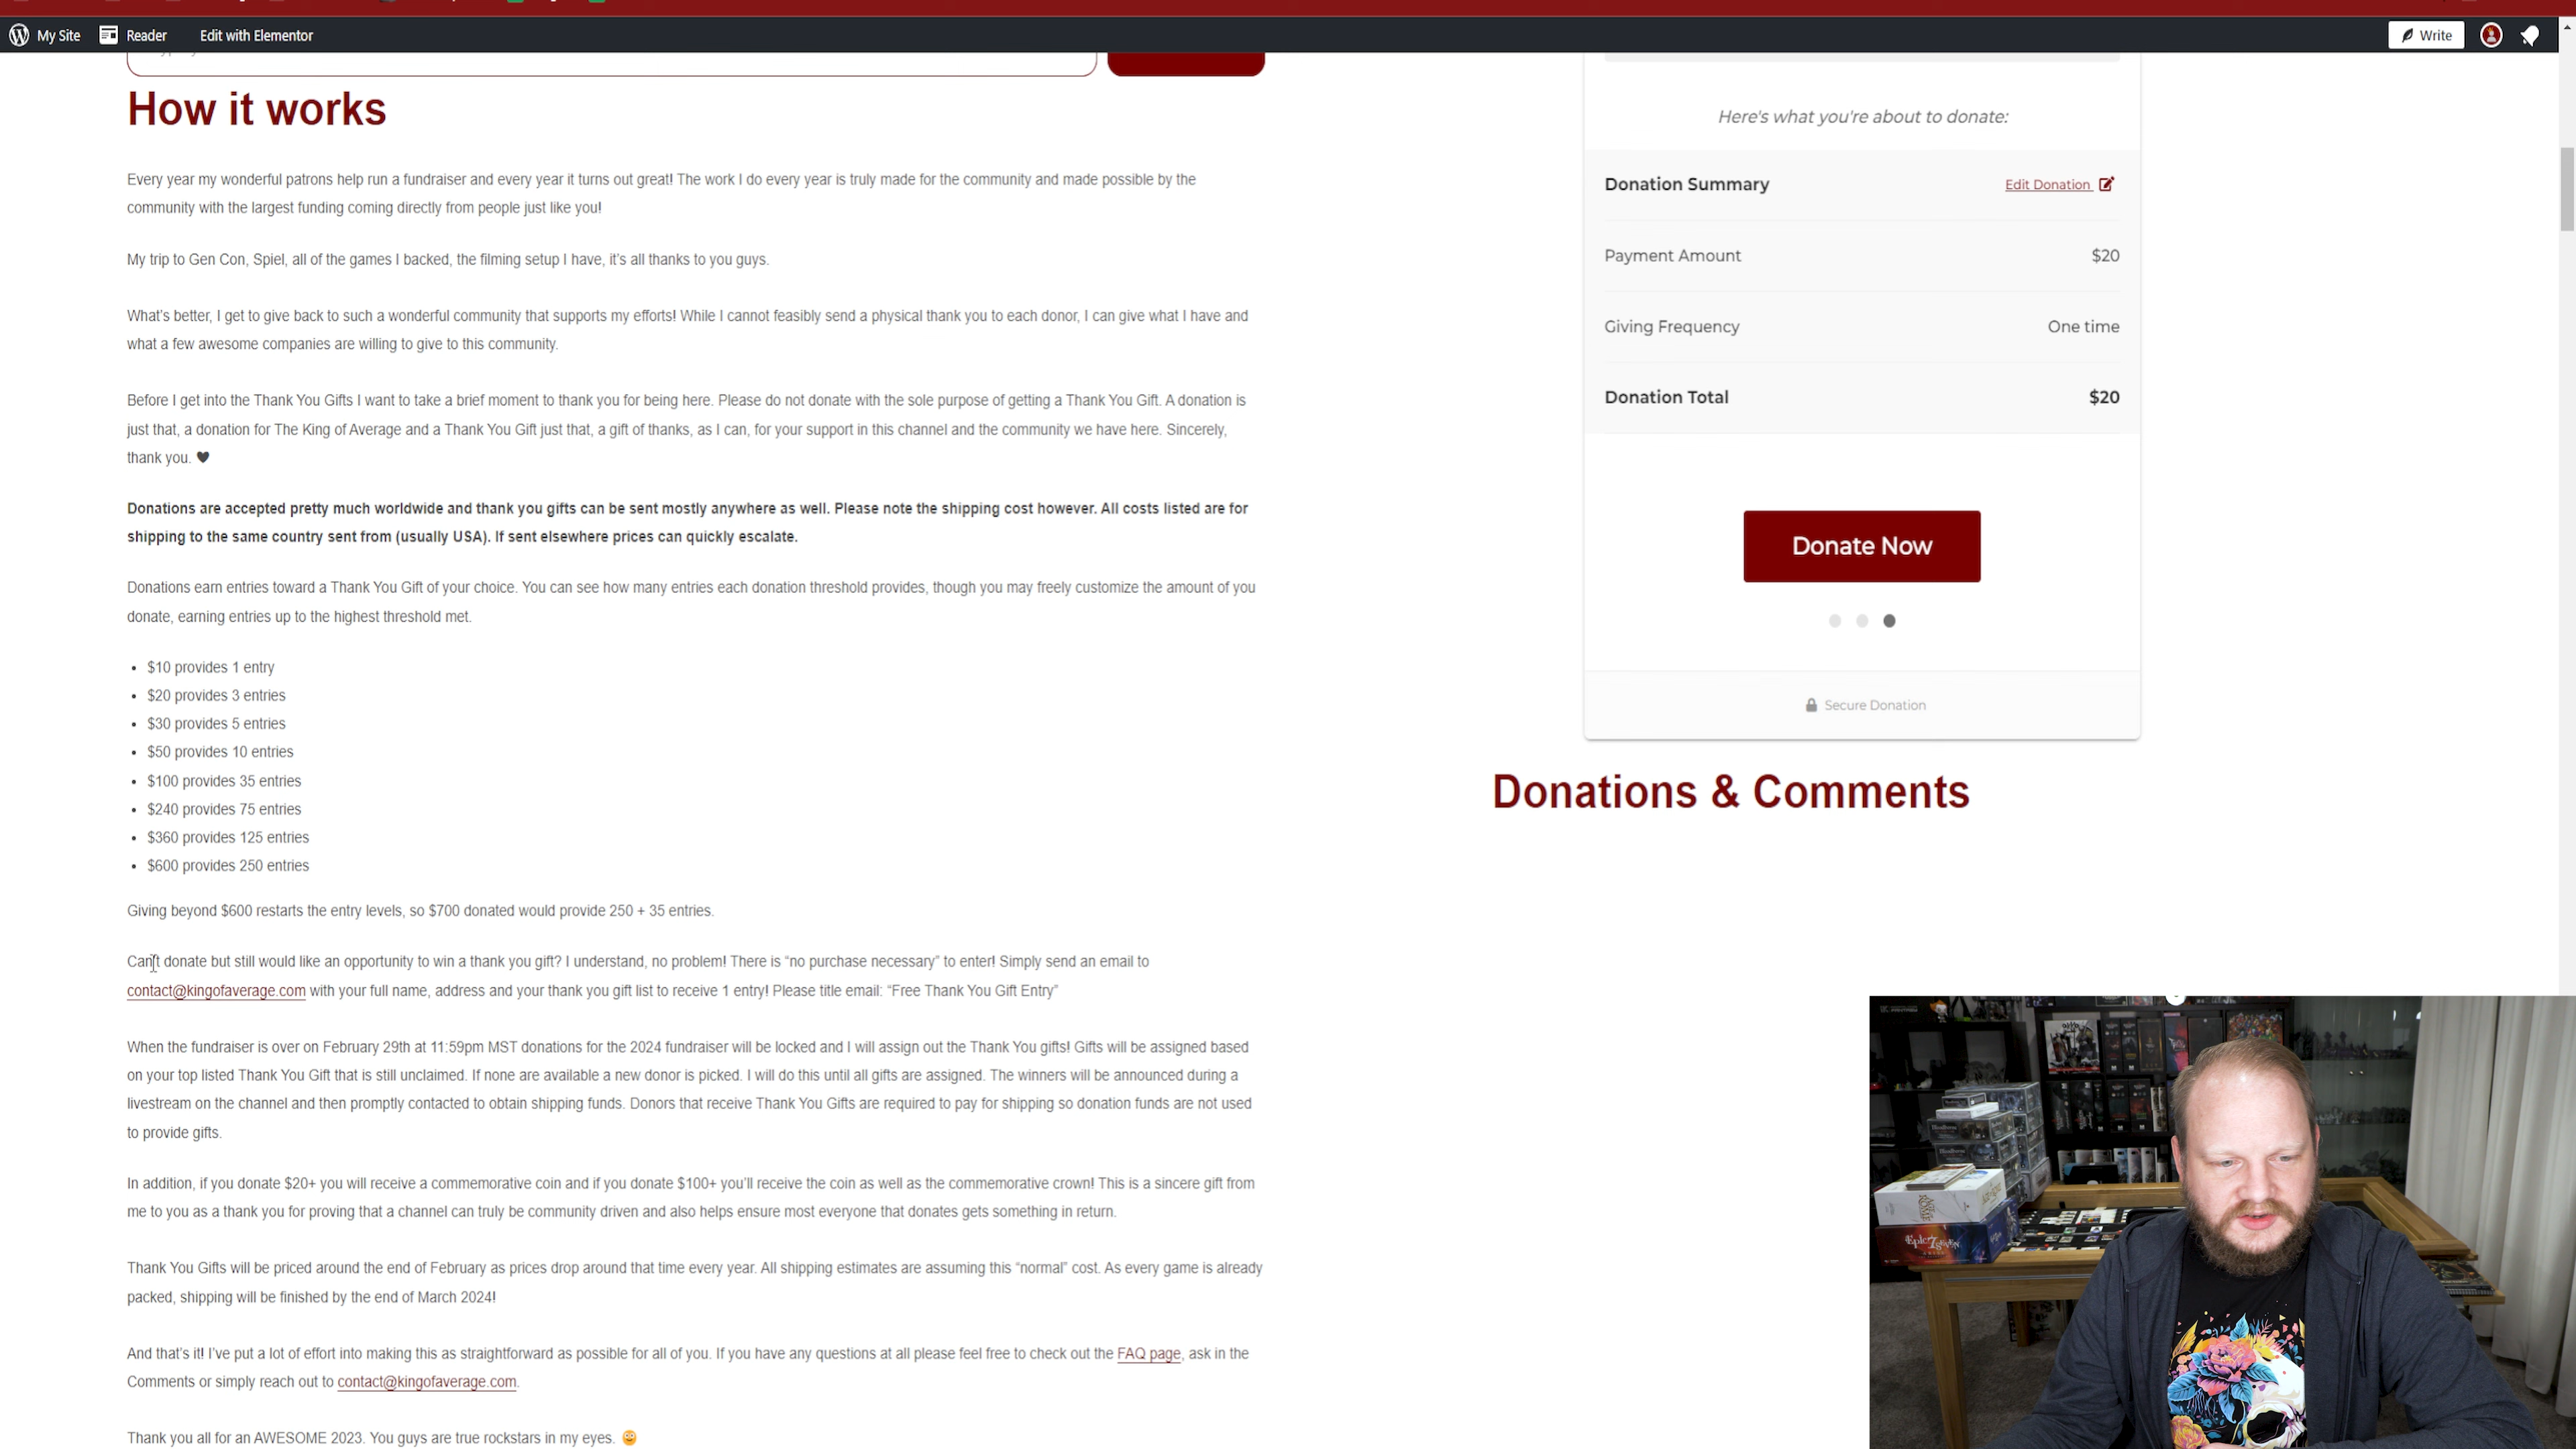 My Site Reader Edit with Elementor Write
How it works
Every year my wonderful patrons help run a fundraiser and every year it turns out great! The work I do every year is truly made for the community and made possible by the
community with the largest funding coming directly from people just like you!
My trip to Gen Con, Spiel, all of the games I backed, the filming setup I have, it's all thanks to you guys.
What's better, I get to give back to such a wonderful community that supports my efforts! While I cannot feasibly send a physical thank you to each donor, I can give what I have and
what a few awesome companies are willing to give to this community.
Before I get into the Thank You Gifts I want to take a brief moment to thank you for being here. Please do not donate with the sole purpose of getting a Thank You Gift. A donation is
just that, a donation for The King of Average and a Thank You Gift just that, a gift of thanks, as I can, for your support in this channel and the community we have here. Sincerely,
thank you. 🖤
Donations are accepted pretty much worldwide and thank you gifts can be sent mostly anywhere as well. Please note the shipping cost however. All costs listed are for
shipping to the same country sent from (usually USA). If sent elsewhere prices can quickly escalate.
Donations earn entries toward a Thank You Gift of your choice. You can see how many entries each donation threshold provides, though you may freely customize the amount of you
donate, earning entries up to the highest threshold met.
• $10 provides 1 entry
• $20 provides 3 entries
• $30 provides 5 entries
• $50 provides 10 entries
• $100 provides 35 entries
• $240 provides 75 entries
• $360 provides 125 entries
• $600 provides 250 entries
Giving beyond $600 restarts the entry levels, so $700 donated would provide 250 + 35 entries.
Can't donate but still would like an opportunity to win a thank you gift? I understand, no problem! There is "no purchase necessary" to enter! Simply send an email to
contact@kingofaverage.com with your full name, address and your thank you gift list to receive 1 entry! Please title email: "Free Thank You Gift Entry"
When the fundraiser is over on February 29th at 11:59pm MST donations for the 2024 fundraiser will be locked and I will assign out the Thank You gifts! Gifts will be assigned based
on your top listed Thank You Gift that is still unclaimed. If none are available a new donor is picked. I will do this until all gifts are assigned. The winners will be announced during a
livestream on the channel and then promptly contacted to obtain shipping funds. Donors that receive Thank You Gifts are required to pay for shipping so donation funds are not used
to provide gifts.
In addition, if you donate $20+ you will receive a commemorative coin and if you donate $100+ you'll receive the coin as well as the commemorative crown! This is a sincere gift from
me to you as a thank you for proving that a channel can truly be community driven and also helps ensure most everyone that donates gets something in return.
Thank You Gifts will be priced around the end of February as prices drop around that time every year. All shipping estimates are assuming this "normal" cost. As every game is already
packed, shipping will be finished by the end of March 2024!
And that's it! I've put a lot of effort into making this as straightforward as possible for all of you. If you have any questions at all please feel free to check out the FAQ page, ask in the
Comments or simply reach out to contact@kingofaverage.com.
Thank you all for an AWESOME 2023. You guys are true rockstars in my eyes. 🙂
Here's what you're about to donate:
Donation Summary Edit Donation
Payment Amount $20
Giving Frequency One time
Donation Total $20
Donate Now
Secure Donation
Donations & Comments
Epic 7 Seven